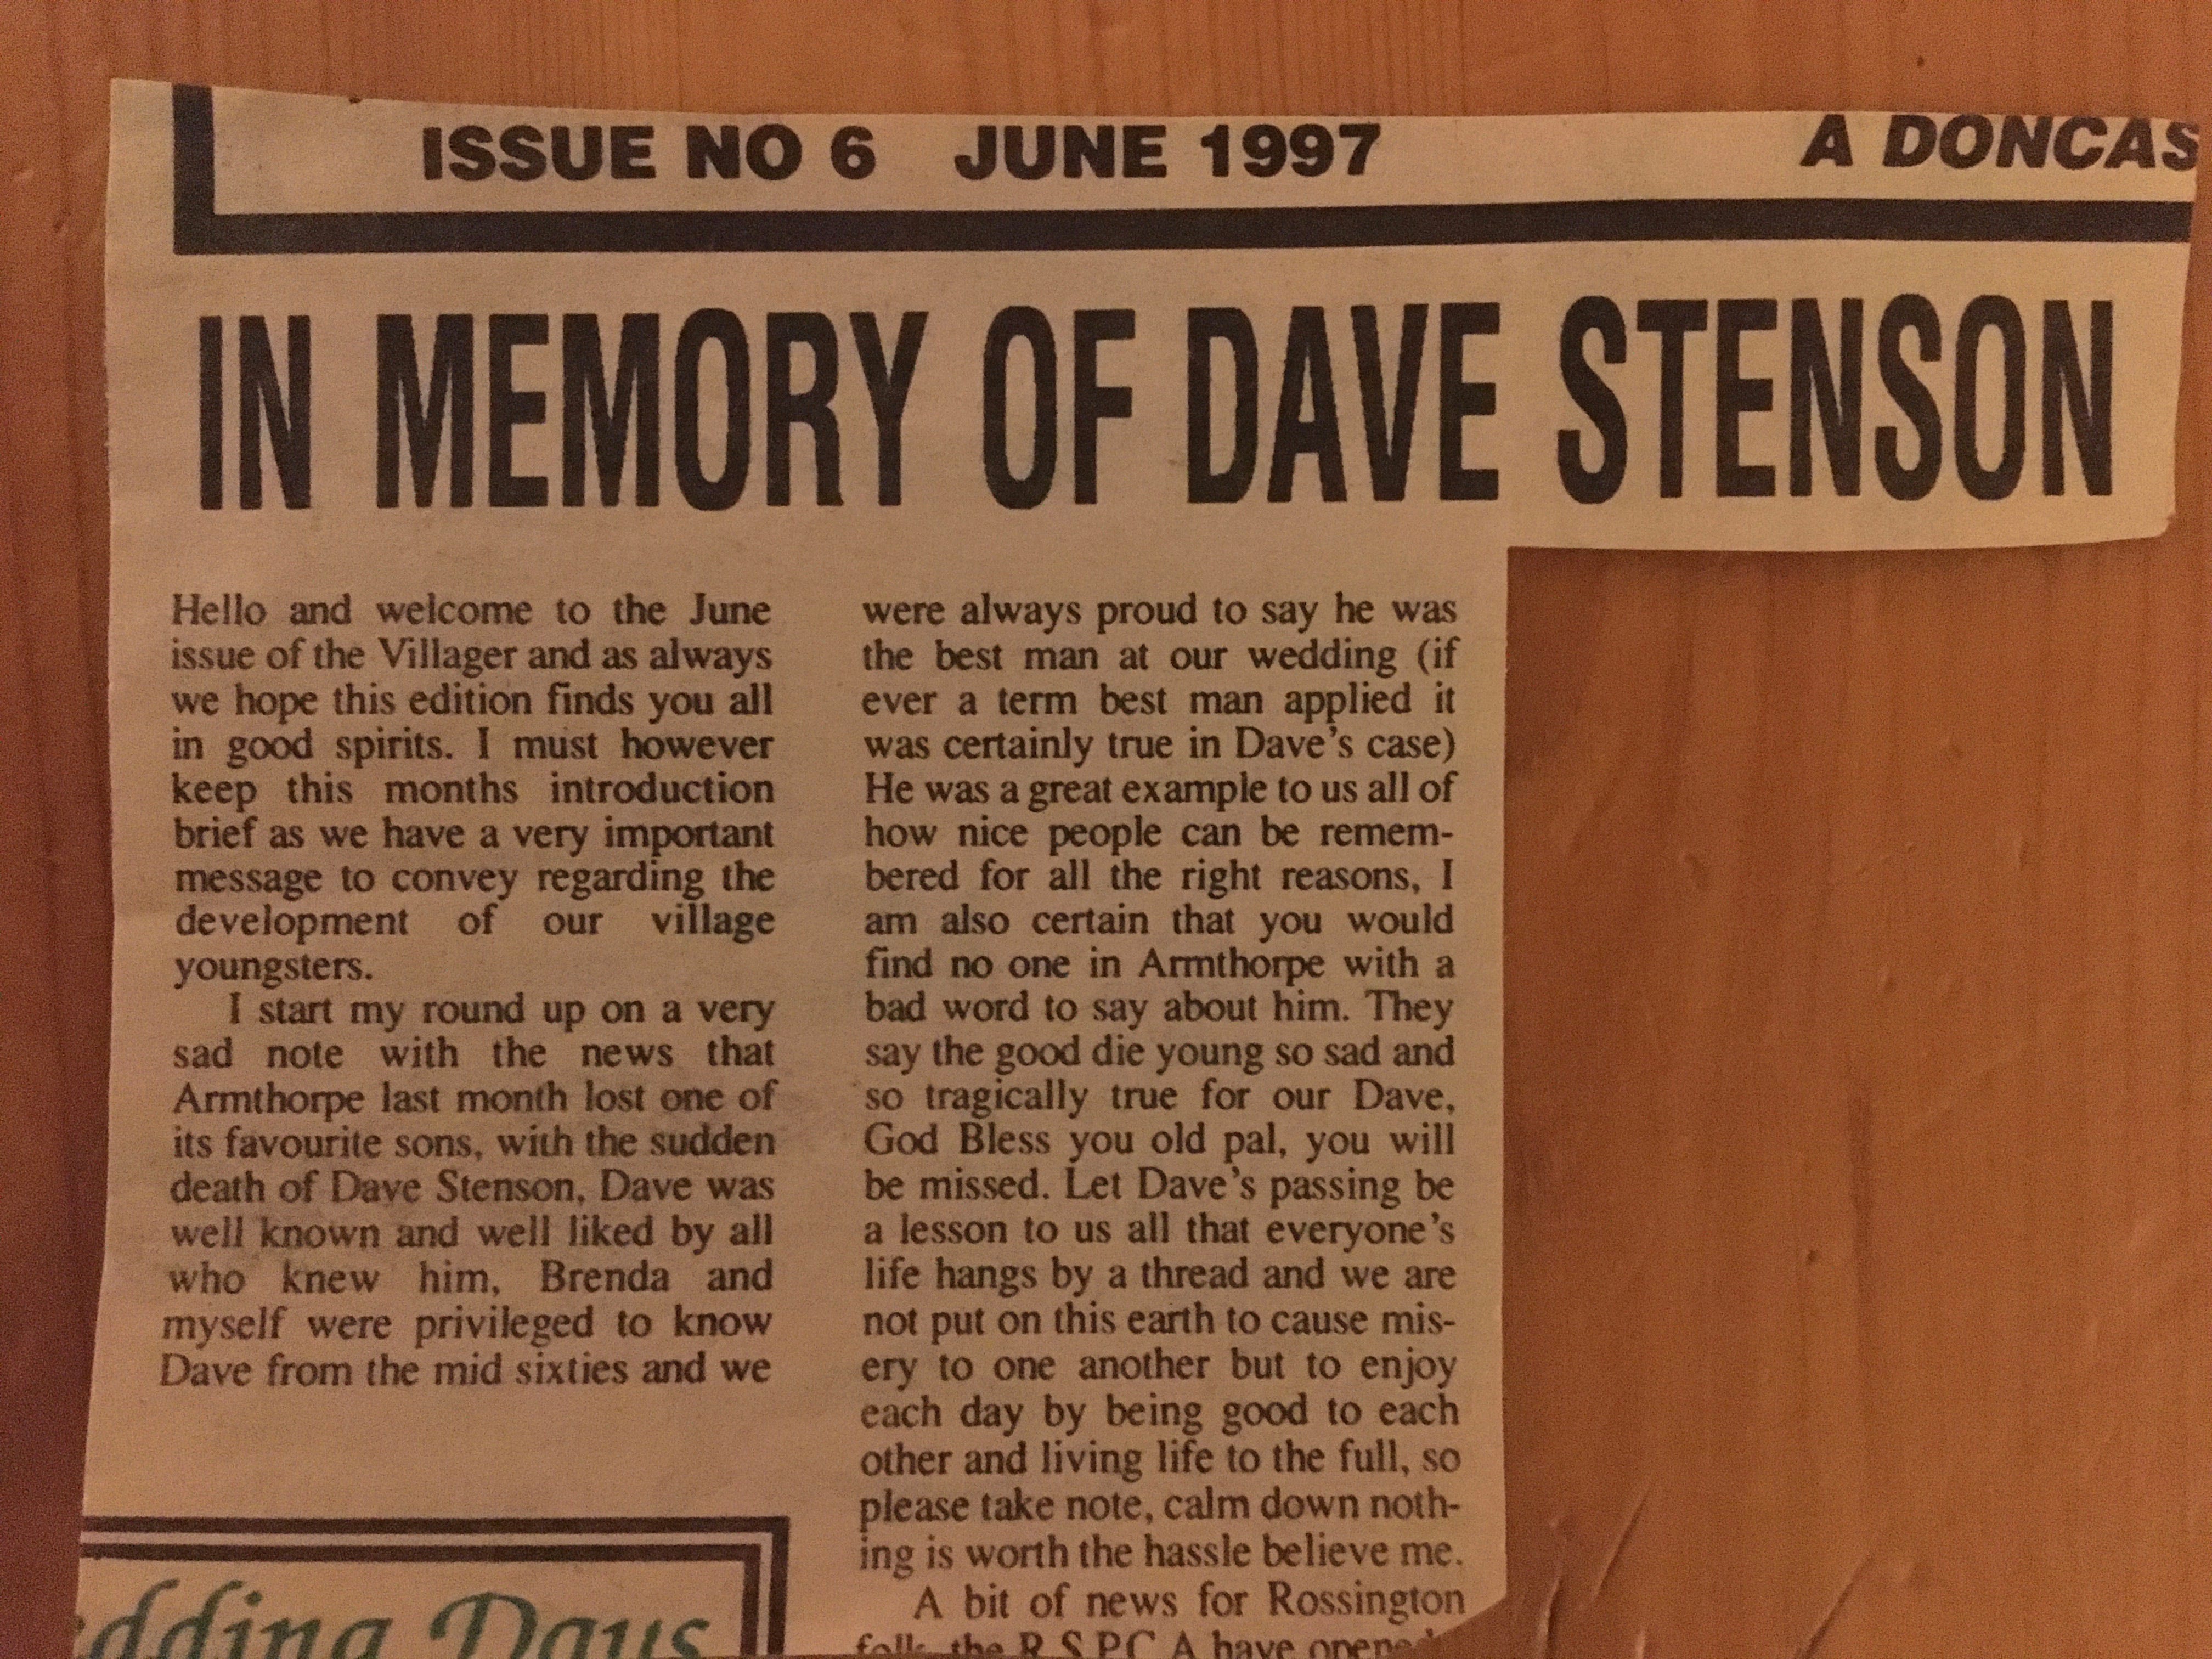 ISSUE NO 6 JUNE 1997
A DONCAS
IN MEMORY OF DAVE STENSON
Hello and welcome to the June
issue of the Villager and as always
we hope this edition finds you all
in good spirits. I must however
keep this months introduction
brief as we have a very important
message to convey regarding the
development of our village
youngsters.
I start my round up on a very
sad note with the news that
Armthorpe last month lost one of
its favourite sons, with the sudden
death of Dave Stenson, Dave was
well known and well liked by all
who knew him, Brenda and
myself were privileged to know
Dave from the mid sixties and we
were always proud to say he was
the best man at our wedding (if
ever a term best man applied it
was certainly true in Dave's case)
He was a great example to us all of
how nice people can be remem-
bered for all the right reasons, I
am also certain that you would
find no one in Armthorpe with a
bad word to say about him. They
say the good die young so sad and
so tragically true for our Dave,
God Bless you old pal, you will
be missed. Let Dave's passing be
a lesson to us all that everyone's
life hangs by a thread and we are
not put on this earth to cause mis-
ery to one another but to enjoy
each day by being good to each
other and living life to the full, so
please take note, calm down noth-
ing is worth the hassle believe me.
A bit of news for Rossington
folk the R.S.P.C.A have opened
edding Days